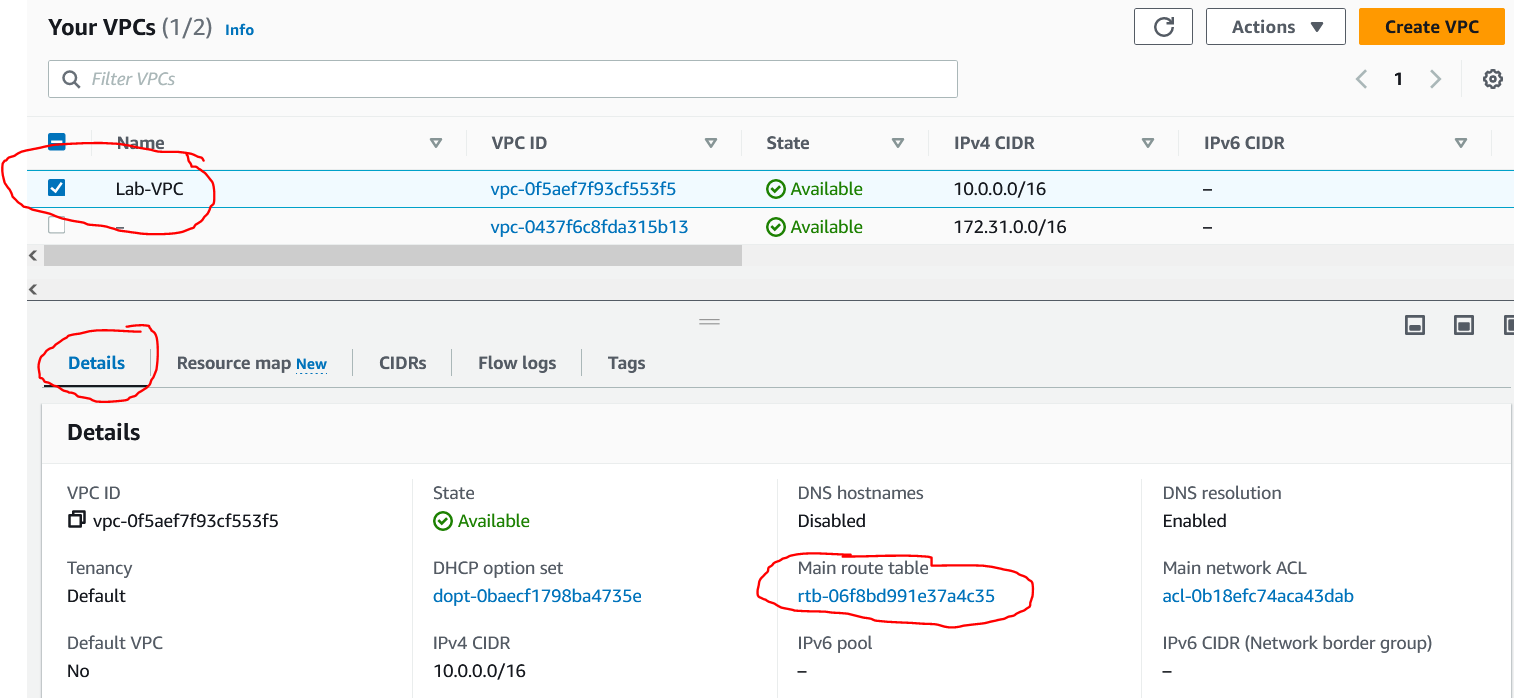 Your VPCs (1/2) Info
Actions
Create VPC
Filter VPCs
1
Name VPC ID State IPv4 CIDR IPv6 CIDR
Lab-VPC vpc-0f5aef7f93cf553f5 Available 10.0.0.0/16 –
– vpc-0437f6c8fda315b13 Available 172.31.0.0/16 –
Details Resource map New CIDRs Flow logs Tags
Details
VPC ID State DNS hostnames DNS resolution
vpc-0f5aef7f93cf553f5 Available Disabled Enabled
Tenancy DHCP option set Main route table Main network ACL
Default dopt-0baecf1798ba4735e rtb-06f8bd991e37a4c35 acl-0b18efc74aca43dab
Default VPC IPv4 CIDR IPv6 pool IPv6 CIDR (Network border group)
No 10.0.0.0/16 – –